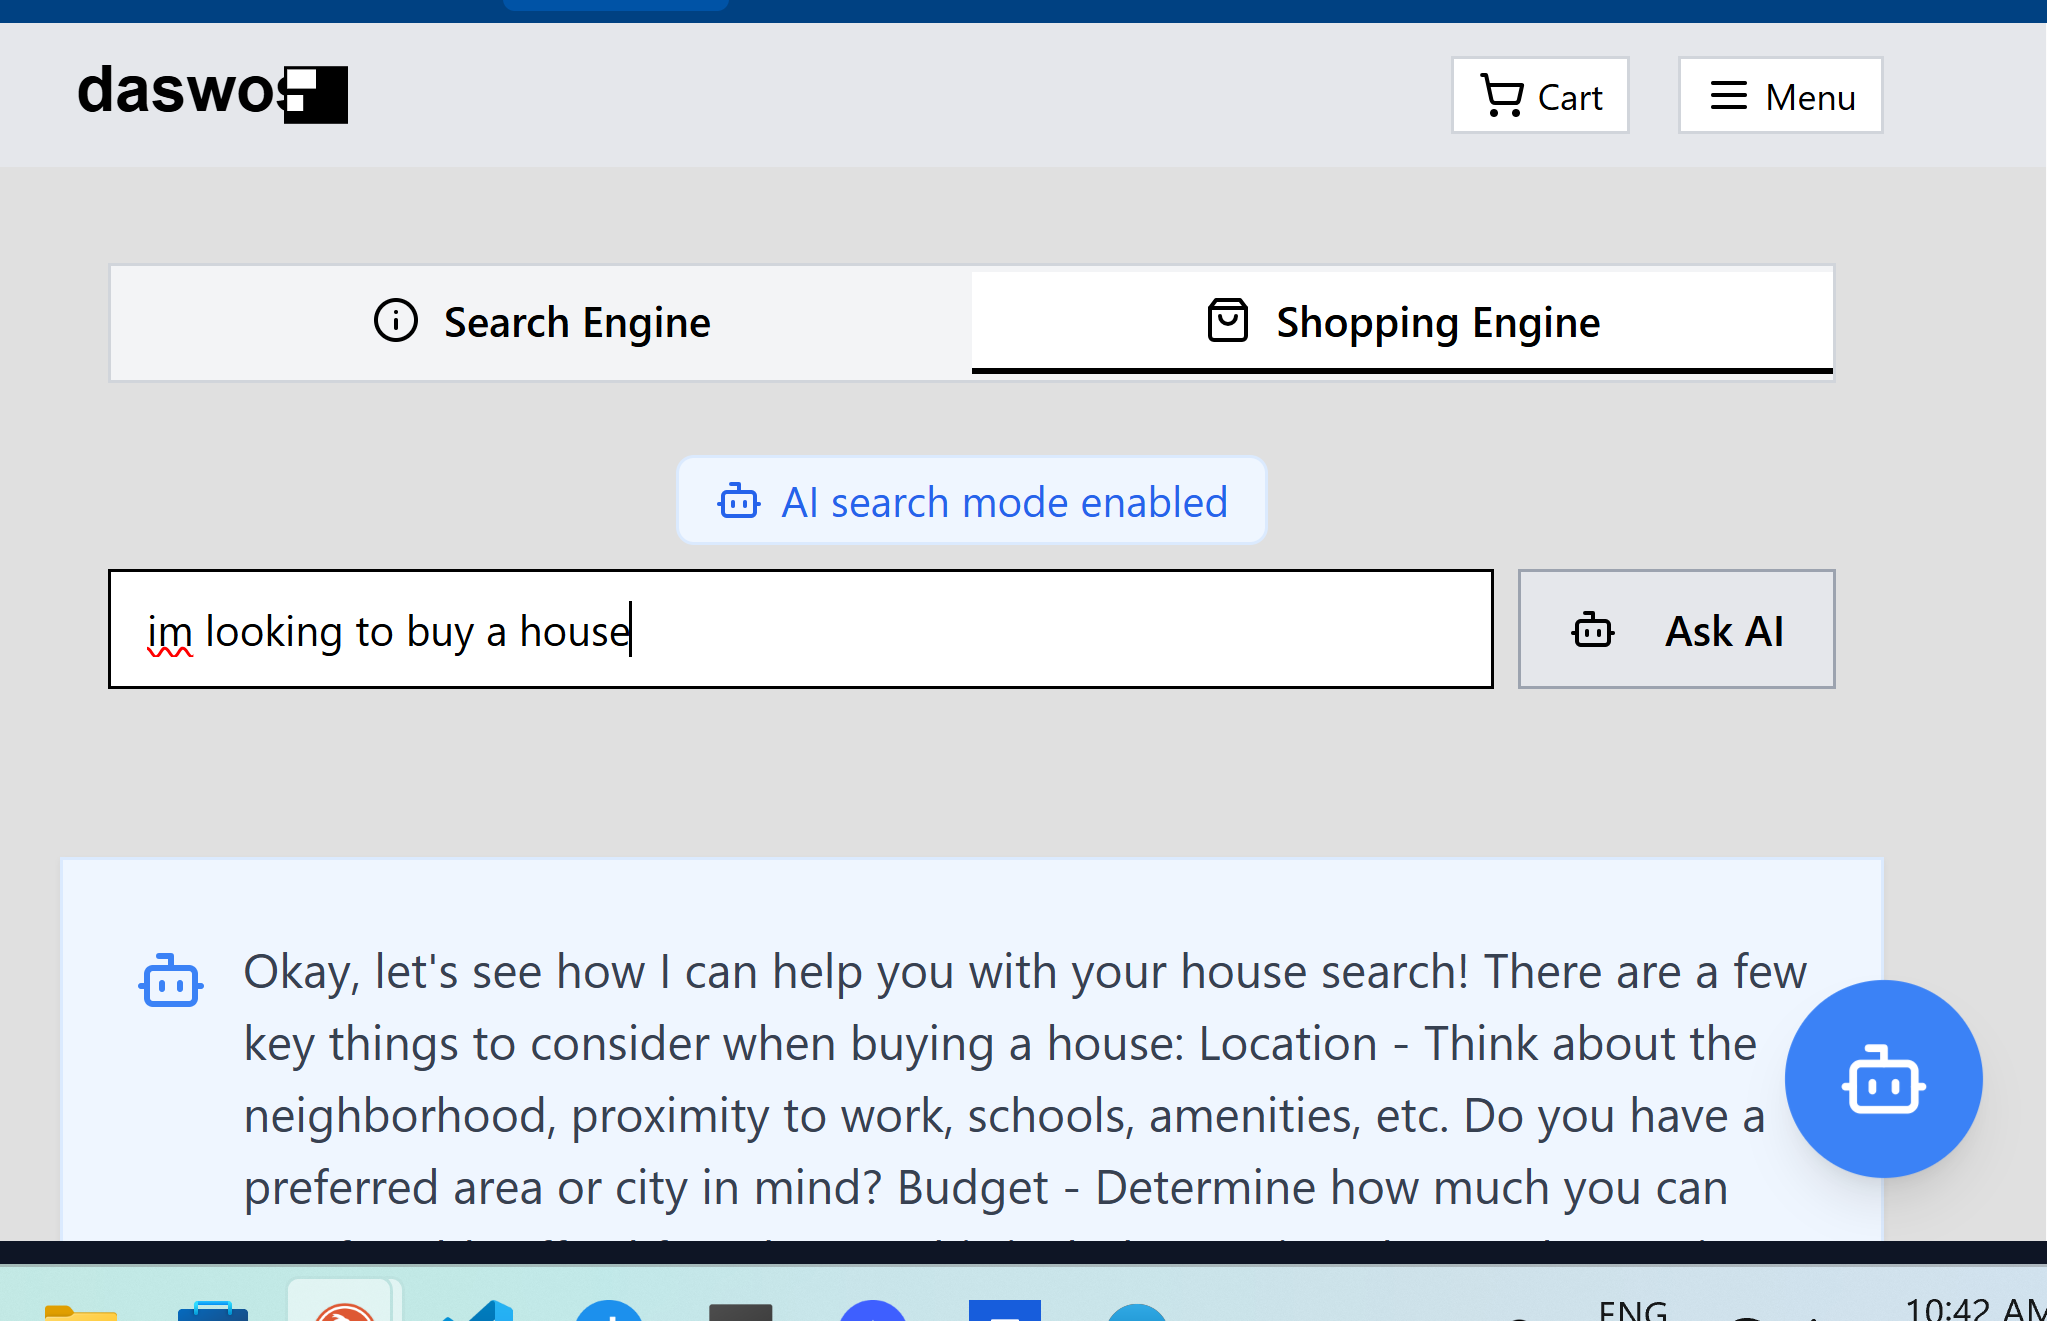 daswos
Cart
Menu
Search Engine
Shopping Engine
AI search mode enabled
im looking to buy a house
Ask AI
Okay, let's see how I can help you with your house search! There are a few
key things to consider when buying a house: Location - Think about the
neighborhood, proximity to work, schools, amenities, etc. Do you have a
preferred area or city in mind? Budget - Determine how much you can
ENG
10:42 AM